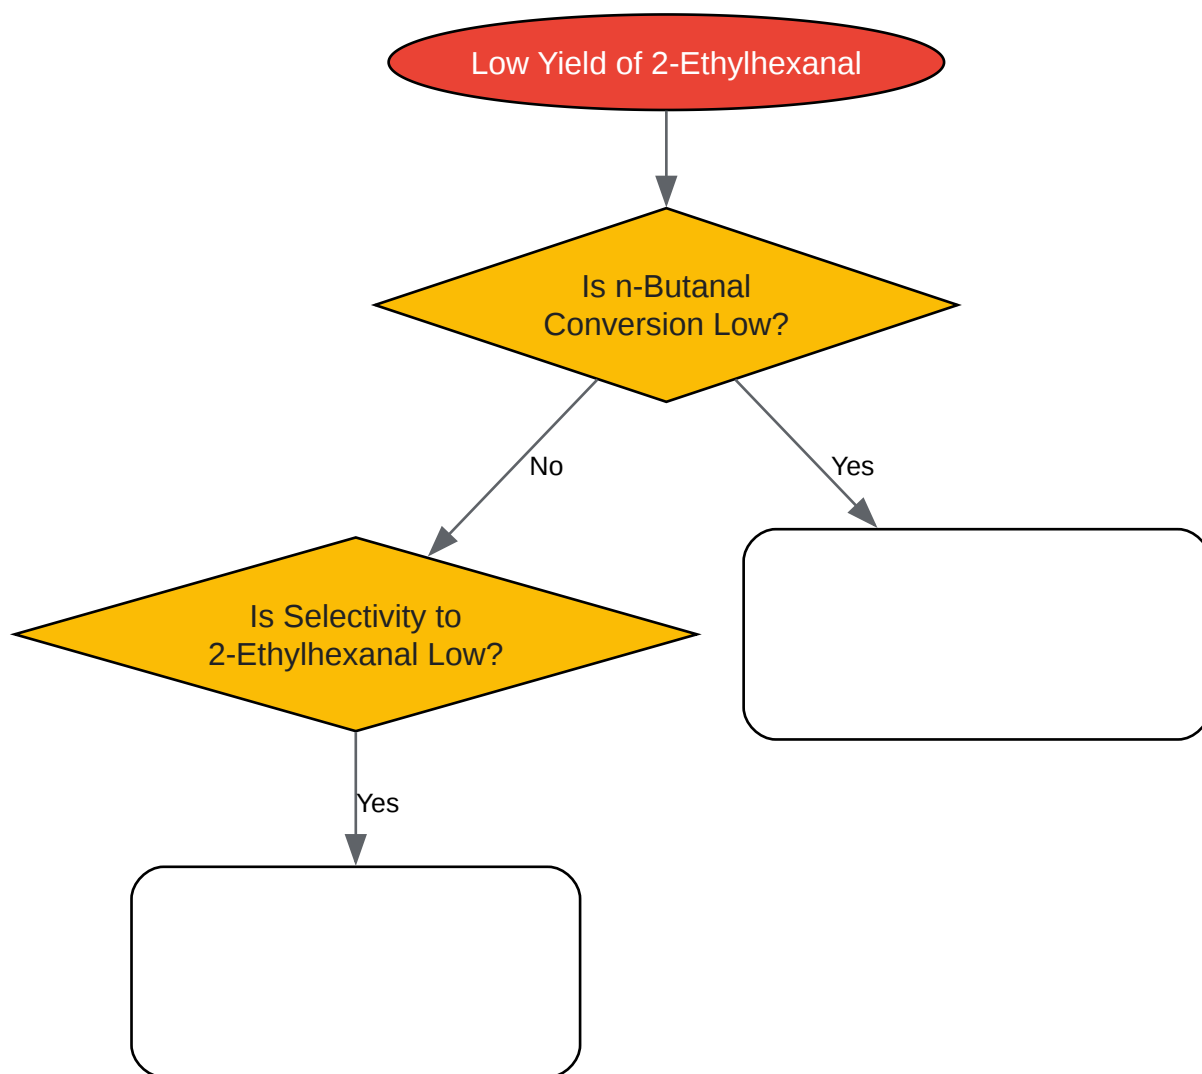 Low Yield of 2-Ethylhexanal
Is n-Butanal
Conversion Low?
No
Yes
Is Selectivity to
2-Ethylhexanal Low?
Yes